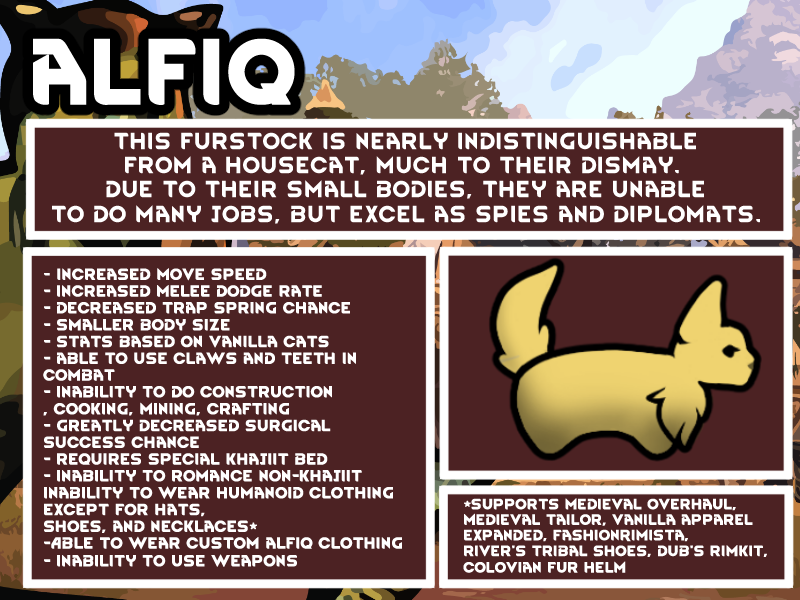 ALFIQ
THIS FURSTOCK IS NEARLY INDISTINGUISHABLE
FROM A HOUSECAT, MUCH TO THEIR DISMAY.
DUE TO THEIR SMALL BODIES, THEY ARE UNABLE
TO DO MANY JOBS, BUT EXCEL AS SPIES AND DIPLOMATS.
- INCREASED MOVE SPEED
- INCREASED MELEE DODGE RATE
- DECREASED TRAP SPRING CHANCE
- SMALLER BODY SIZE
- STATS BASED ON VANILLA CATS
- ABLE TO USE CLAWS AND TEETH IN
COMBAT
- INABILITY TO DO CONSTRUCTION
, COOKING, MINING, CRAFTING
- GREATLY DECREASED SURGICAL
SUCCESS CHANCE
- REQUIRES SPECIAL KHAJIIT BED
- INABILITY TO ROMANCE NON-KHAJIIT
INABILITY TO WEAR HUMANOID CLOTHING
EXCEPT FOR HATS,
SHOES, AND NECKLACES*
-ABLE TO WEAR CUSTOM ALFIQ CLOTHING
- INABILITY TO USE WEAPONS
*SUPPORTS MEDIEVAL OVERHAUL,
MEDIEVAL TAILOR, VANILLA APPAREL
EXPANDED, FASHIONRIMISTA,
RIVER'S TRIBAL SHOES, DUB'S RIMKIT,
COLOVIAN FUR HELM